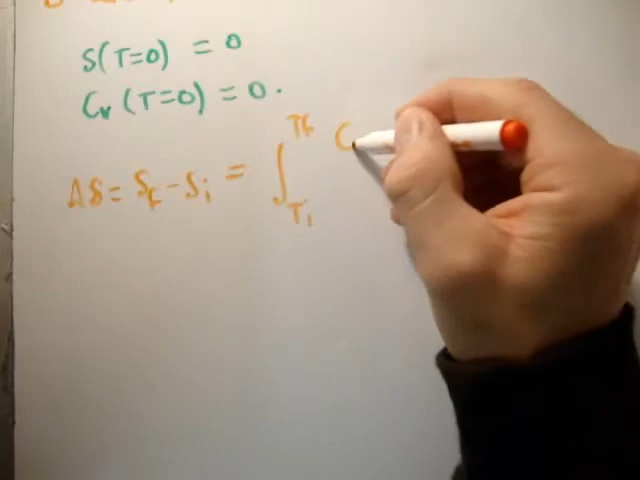 S(T=0) = 0
Cv (T=0) = 0.
ΔS = Sf - Si = ∫ Tf Ti C